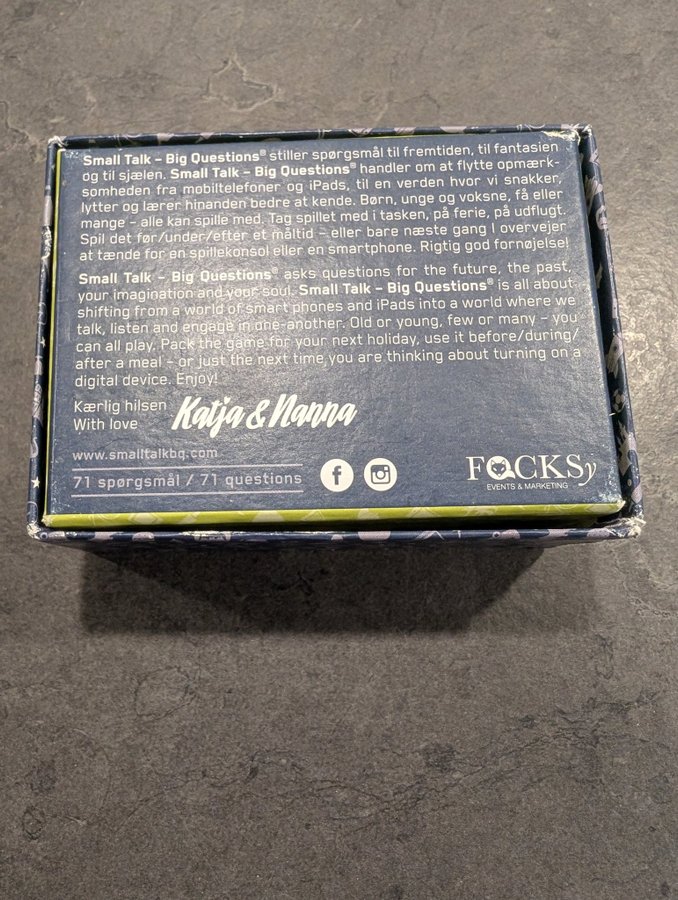 Small Talk – Big Questions® stiller spørgsmål til fremtiden, til fantasien
og til sjælen. Small Talk – Big Questions® handler om at flytte opmærk-
somheden fra mobiltelefoner og iPads, til en verden hvor vi snakker,
lytter og lærer hinanden bedre at kende. Børn, unge og voksne, få eller
mange – alle kan spille med. Tag spillet med i tasken, på ferie, på udflugt.
Spil det før/under/efter et måltid – eller bare næste gang I overvejer
at tænde for en spillekonsol eller en smartphone. Rigtig god fornøjelse!
Small Talk – Big Questions® asks questions for the future, the past,
your imagination and your soul. Small Talk – Big Questions® is all about
shifting from a world of smart phones and iPads into a world where we
talk, listen and engage in one another. Old or young, few or many – you
can all play. Pack the game for your next holiday, use it before/during/
after a meal – or just the next time you are thinking about turning on a
digital device. Enjoy!
Kærlig hilsen
With love
Katja & Nanna
www.smalltalkbq.com
71 spørgsmål / 71 questions
FOCKSy
EVENTS & MARKETING